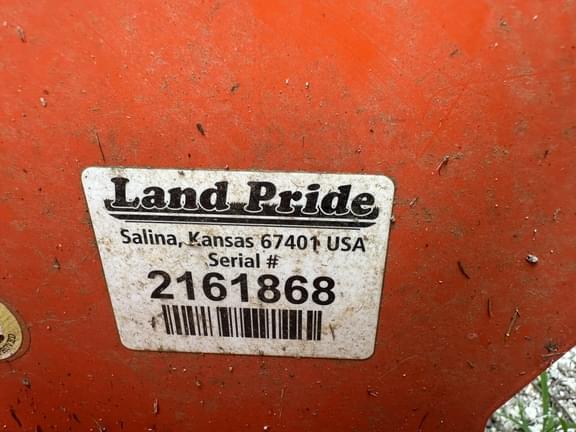 Land Pride
Salina, Kansas 67401 USA
Serial #
2161868